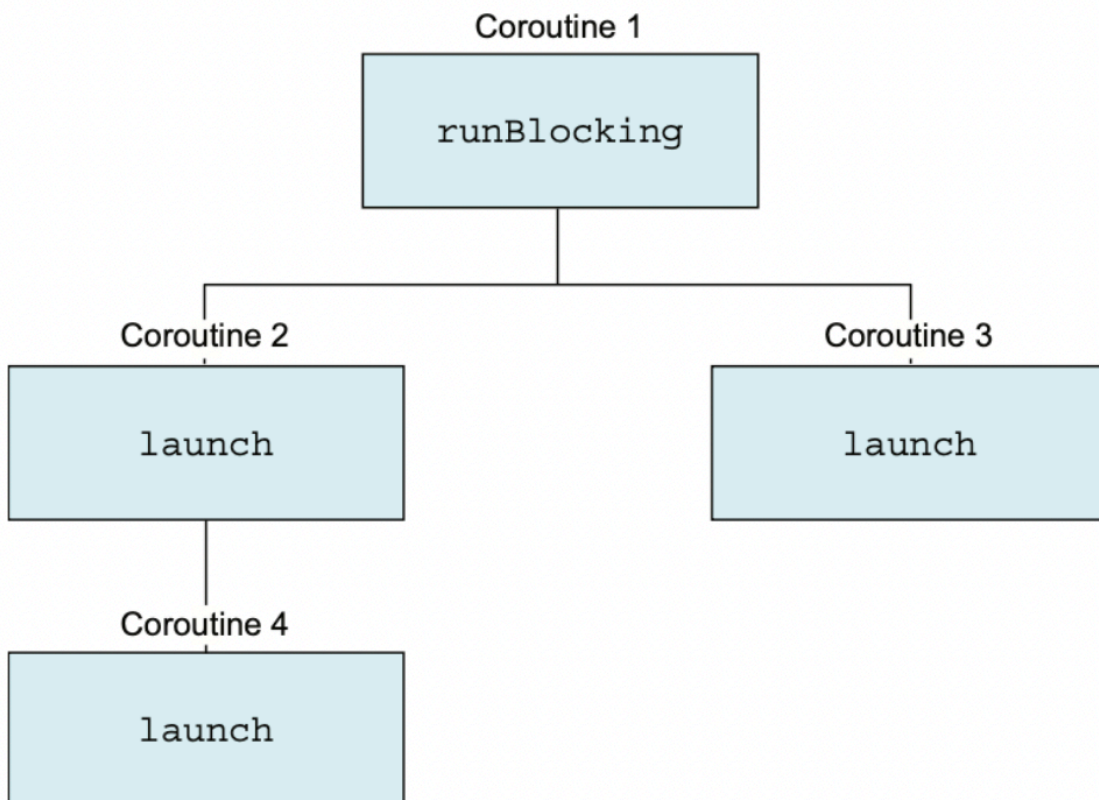 Coroutine 1
runBlocking
Coroutine 2
Coroutine 3
launch
launch
Coroutine 4
launch